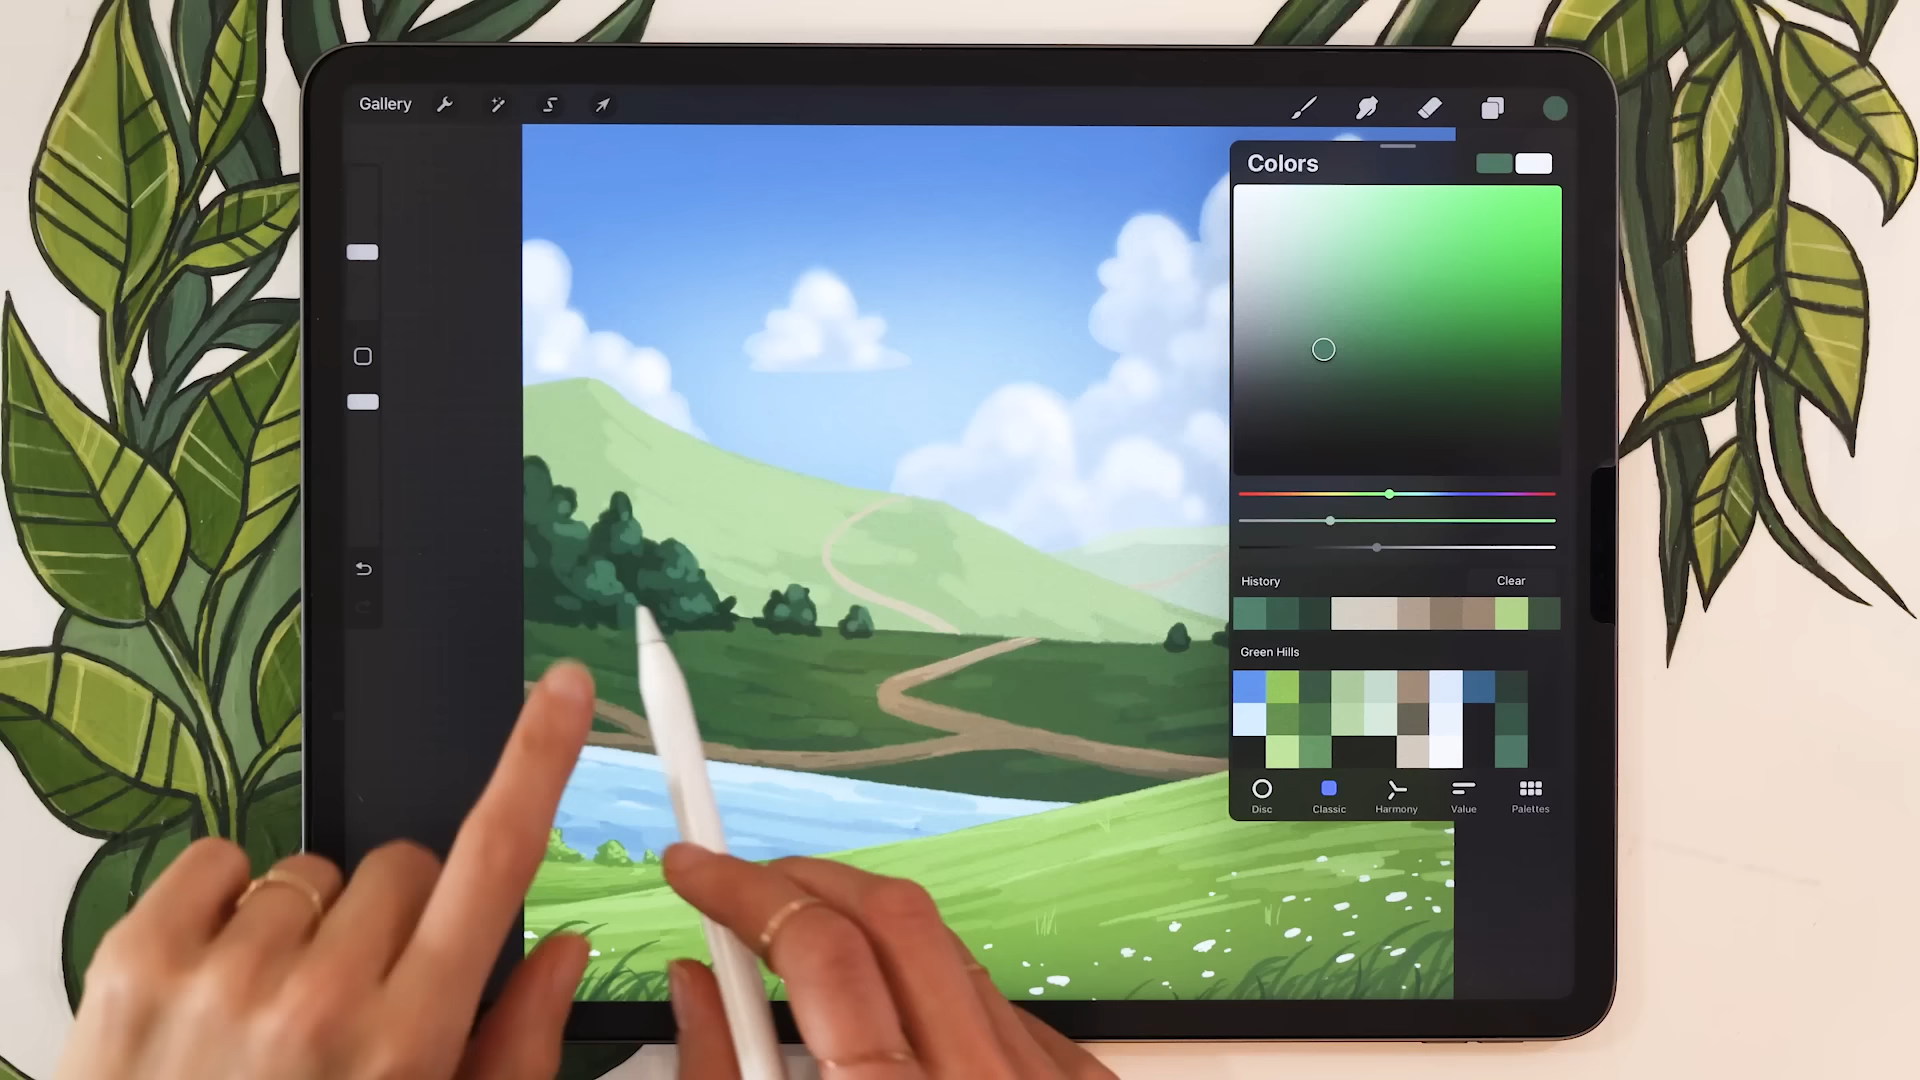 Gallery
Colors
History Clear
Green Hills
Disc Classic Harmony Value Palettes